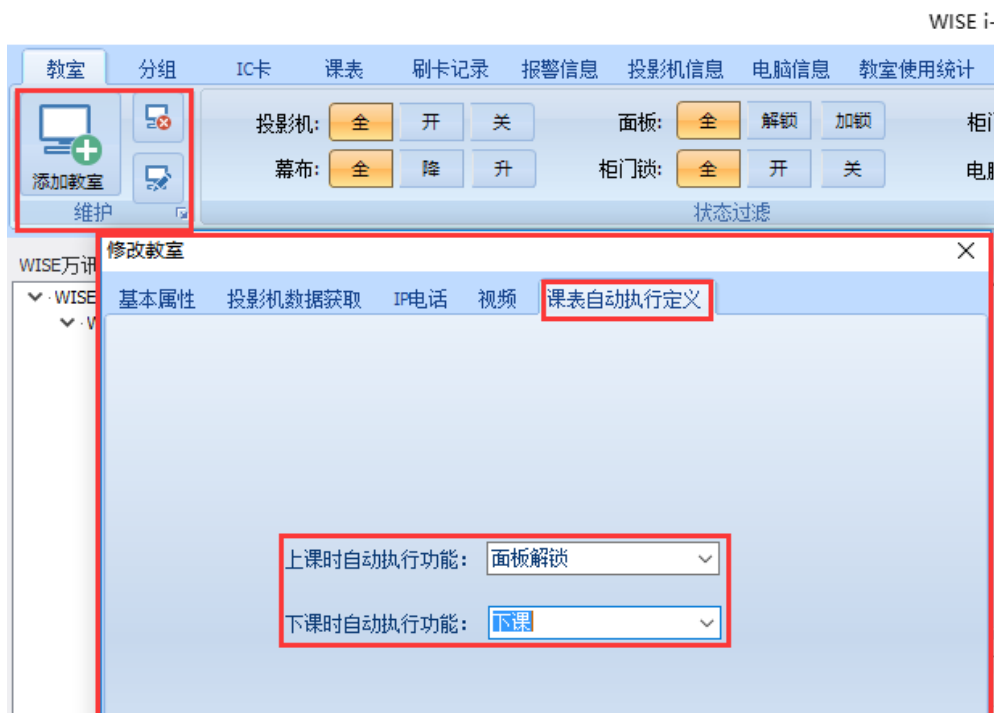 WISE i-
教室 分组 IC卡 课表 刷卡记录 报警信息 投影机信息 电脑信息 教室使用统计
投影机: 全 开 关 面板: 全 解锁 加锁 柜门
添加教室 幕布: 全 降 升 柜门锁: 全 开 关 电脑
维护 状态过滤
WISE万讯
修改教室
WISE
W
基本属性 投影机数据获取 IP电话 视频 课表自动执行定义
上课时自动执行功能: 面板解锁
下课时自动执行功能: 下课